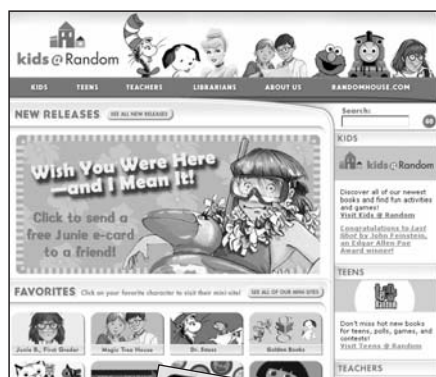 kids@Random
KIDS TEENS TEACHERS LIBRARIANS ABOUT US RANDOMHOUSE.COM
NEW RELEASES SEE ALL NEW RELEASES
Wish You Were Here
—and I Mean It!
Click to send a
free Junie e-card
to a friend!
FAVORITES Click on your favorite character to visit their mini-site! SEE ALL OF OUR MINI SITES
Junie B., First Grader Magic Tree House Dr. Seuss Golden Books
Search:
GO
KIDS
kids@Random
Discover all of our newest
books and find fun activities
and games!
Visit Kids @ Random
Congratulations to Last
Shot by John Feinstein,
an Edgar Allen Poe
Award winner!
TEENS
Don't miss hot new books
for teens, polls, games, and
contests!
Visit Teens @ Random
TEACHERS